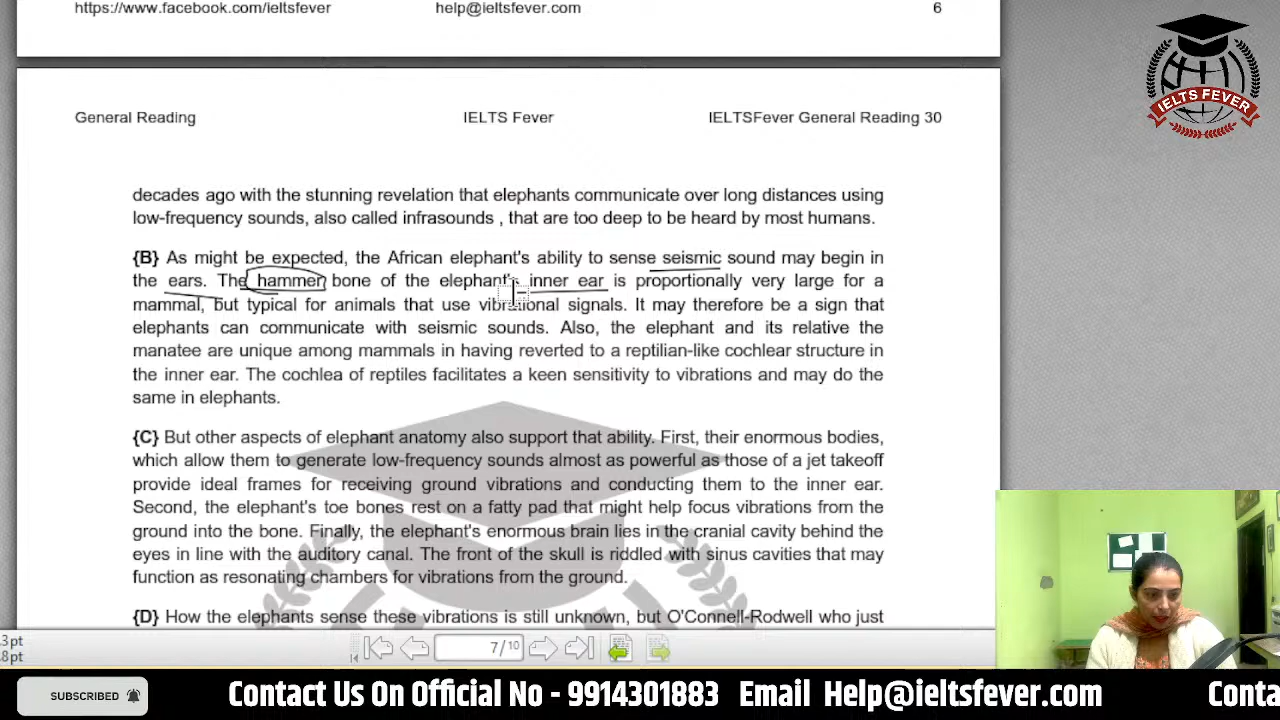 https://www.facebook.com/ieltsfever help@ieltsfever.com 6
General Reading IELTS Fever IELTSFever General Reading 30
decades ago with the stunning revelation that elephants communicate over long distances using
low-frequency sounds, also called infrasounds , that are too deep to be heard by most humans.
{B} As might be expected, the African elephant's ability to sense seismic sound may begin in
the ears. The hammer bone of the elephant's inner ear is proportionally very large for a
mammal, but typical for animals that use vibrational signals. It may therefore be a sign that
elephants can communicate with seismic sounds. Also, the elephant and its relative the
manatee are unique among mammals in having reverted to a reptilian-like cochlear structure in
the inner ear. The cochlea of reptiles facilitates a keen sensitivity to vibrations and may do the
same in elephants.
{C} But other aspects of elephant anatomy also support that ability. First, their enormous bodies,
which allow them to generate low-frequency sounds almost as powerful as those of a jet takeoff
provide ideal frames for receiving ground vibrations and conducting them to the inner ear.
Second, the elephant's toe bones rest on a fatty pad that might help focus vibrations from the
ground into the bone. Finally, the elephant's enormous brain lies in the cranial cavity behind the
eyes in line with the auditory canal. The front of the skull is riddled with sinus cavities that may
function as resonating chambers for vibrations from the ground.
{D} How the elephants sense these vibrations is still unknown, but O'Connell-Rodwell who just
.3 pt
.8 pt
7 / 10
IELTS FEVER
SUBSCRIBED
Contact Us On Official No - 9914301883 Email Help@ieltsfever.com Conta